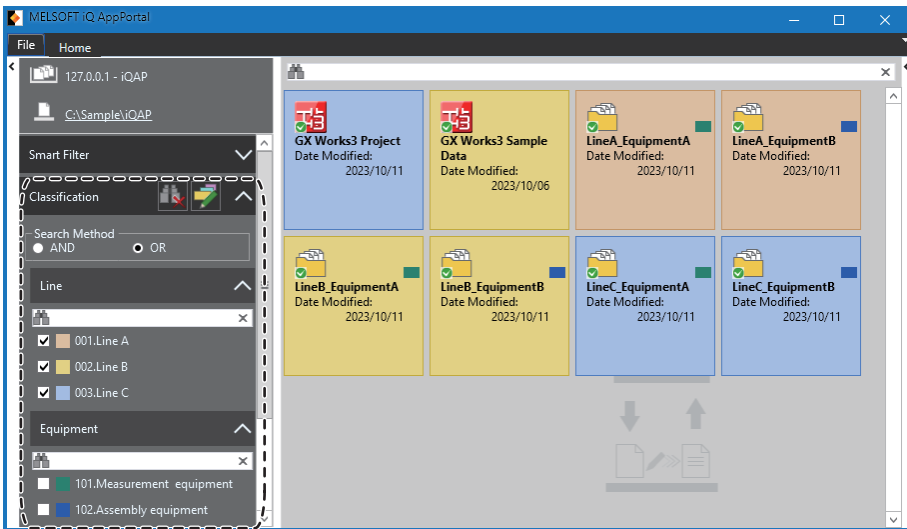 MELSOFT iQ AppPortal
File Home
127.0.0.1 - iQAP
C:\Sample\iQAP
Smart Filter
Classification
Search Method
AND OR
Line
001.Line A
002.Line B
003.Line C
Equipment
101.Measurement equipment
102.Assembly equipment
GX Works3 Project
Date Modified:
2023/10/11
GX Works3 Sample
Data
Date Modified:
2023/10/06
LineA_EquipmentA
Date Modified:
2023/10/11
LineA_EquipmentB
Date Modified:
2023/10/11
LineB_EquipmentA
Date Modified:
2023/10/11
LineB_EquipmentB
Date Modified:
2023/10/11
LineC_EquipmentA
Date Modified:
2023/10/11
LineC_EquipmentB
Date Modified:
2023/10/11